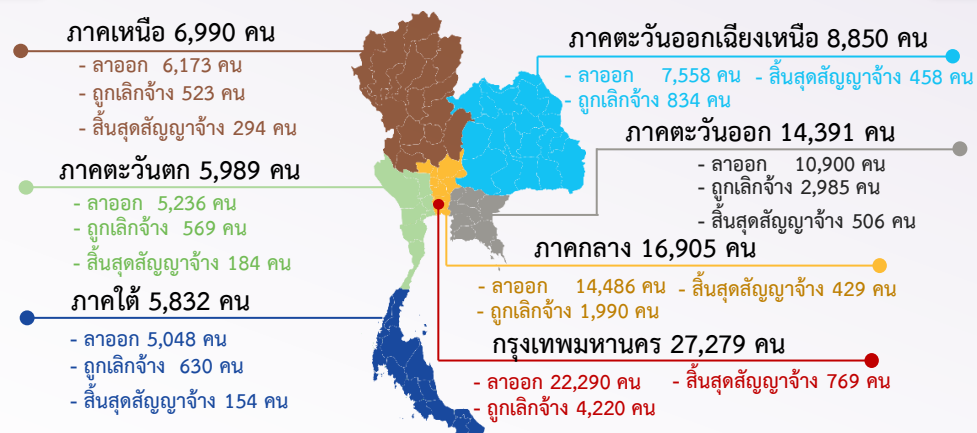 ภาคเหนือ 6,990 คน
- ลาออก 6,173 คน
- ถูกเลิกจ้าง 523 คน
- สิ้นสุดสัญญาจ้าง 294 คน
ภาคตะวันออกเฉียงเหนือ 8,850 คน
- ลาออก 7,558 คน - สิ้นสุดสัญญาจ้าง 458 คน
- ถูกเลิกจ้าง 834 คน
ภาคตะวันออก 14,391 คน
- ลาออก 10,900 คน
- ถูกเลิกจ้าง 2,985 คน
- สิ้นสุดสัญญาจ้าง 506 คน
ภาคตะวันตก 5,989 คน
- ลาออก 5,236 คน
- ถูกเลิกจ้าง 569 คน
- สิ้นสุดสัญญาจ้าง 184 คน
ภาคกลาง 16,905 คน
- ลาออก 14,486 คน - สิ้นสุดสัญญาจ้าง 429 คน
- ถูกเลิกจ้าง 1,990 คน
ภาคใต้ 5,832 คน
- ลาออก 5,048 คน
- ถูกเลิกจ้าง 630 คน
- สิ้นสุดสัญญาจ้าง 154 คน
กรุงเทพมหานคร 27,279 คน
- ลาออก 22,290 คน - สิ้นสุดสัญญาจ้าง 769 คน
- ถูกเลิกจ้าง 4,220 คน